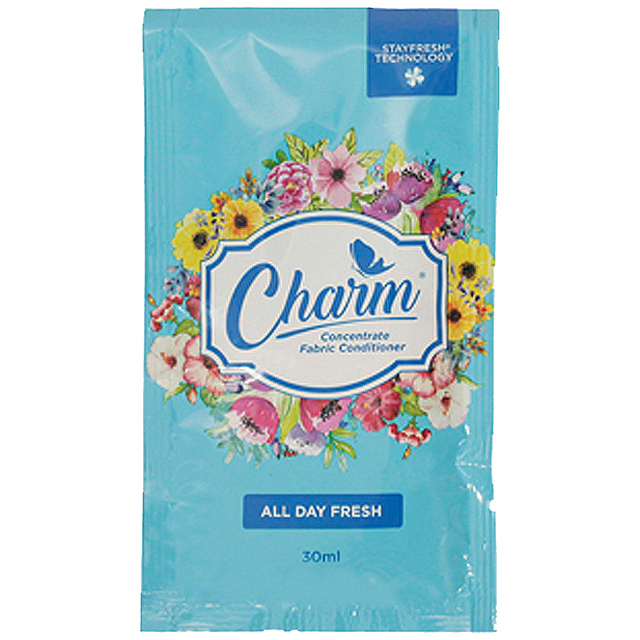 STAYFRESH®
TECHNOLOGY
Charm®
Concentrate
Fabric Conditioner
ALL DAY FRESH
30ml